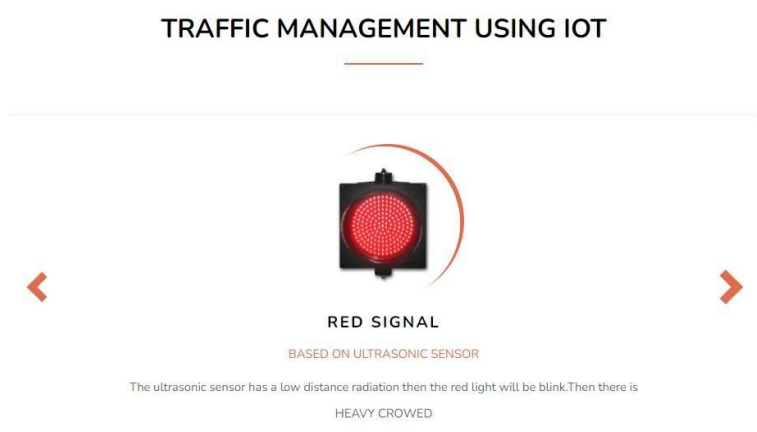 TRAFFIC MANAGEMENT USING IOT
RED SIGNAL
BASED ON ULTRASONIC SENSOR
The ultrasonic sensor has a low distance radiation then the red light will be blink.Then there is
HEAVY CROWED